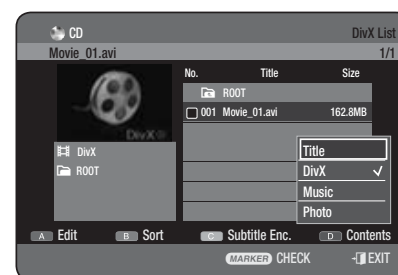 CD DivX List
Movie_01.avi 1/1
No. Title Size
ROOT
001 Movie_01.avi 162.8MB
DivX
DivX
ROOT
Title
DivX ✓
Music
Photo
A Edit B Sort C Subtitle Enc. D Contents
MARKER CHECK EXIT